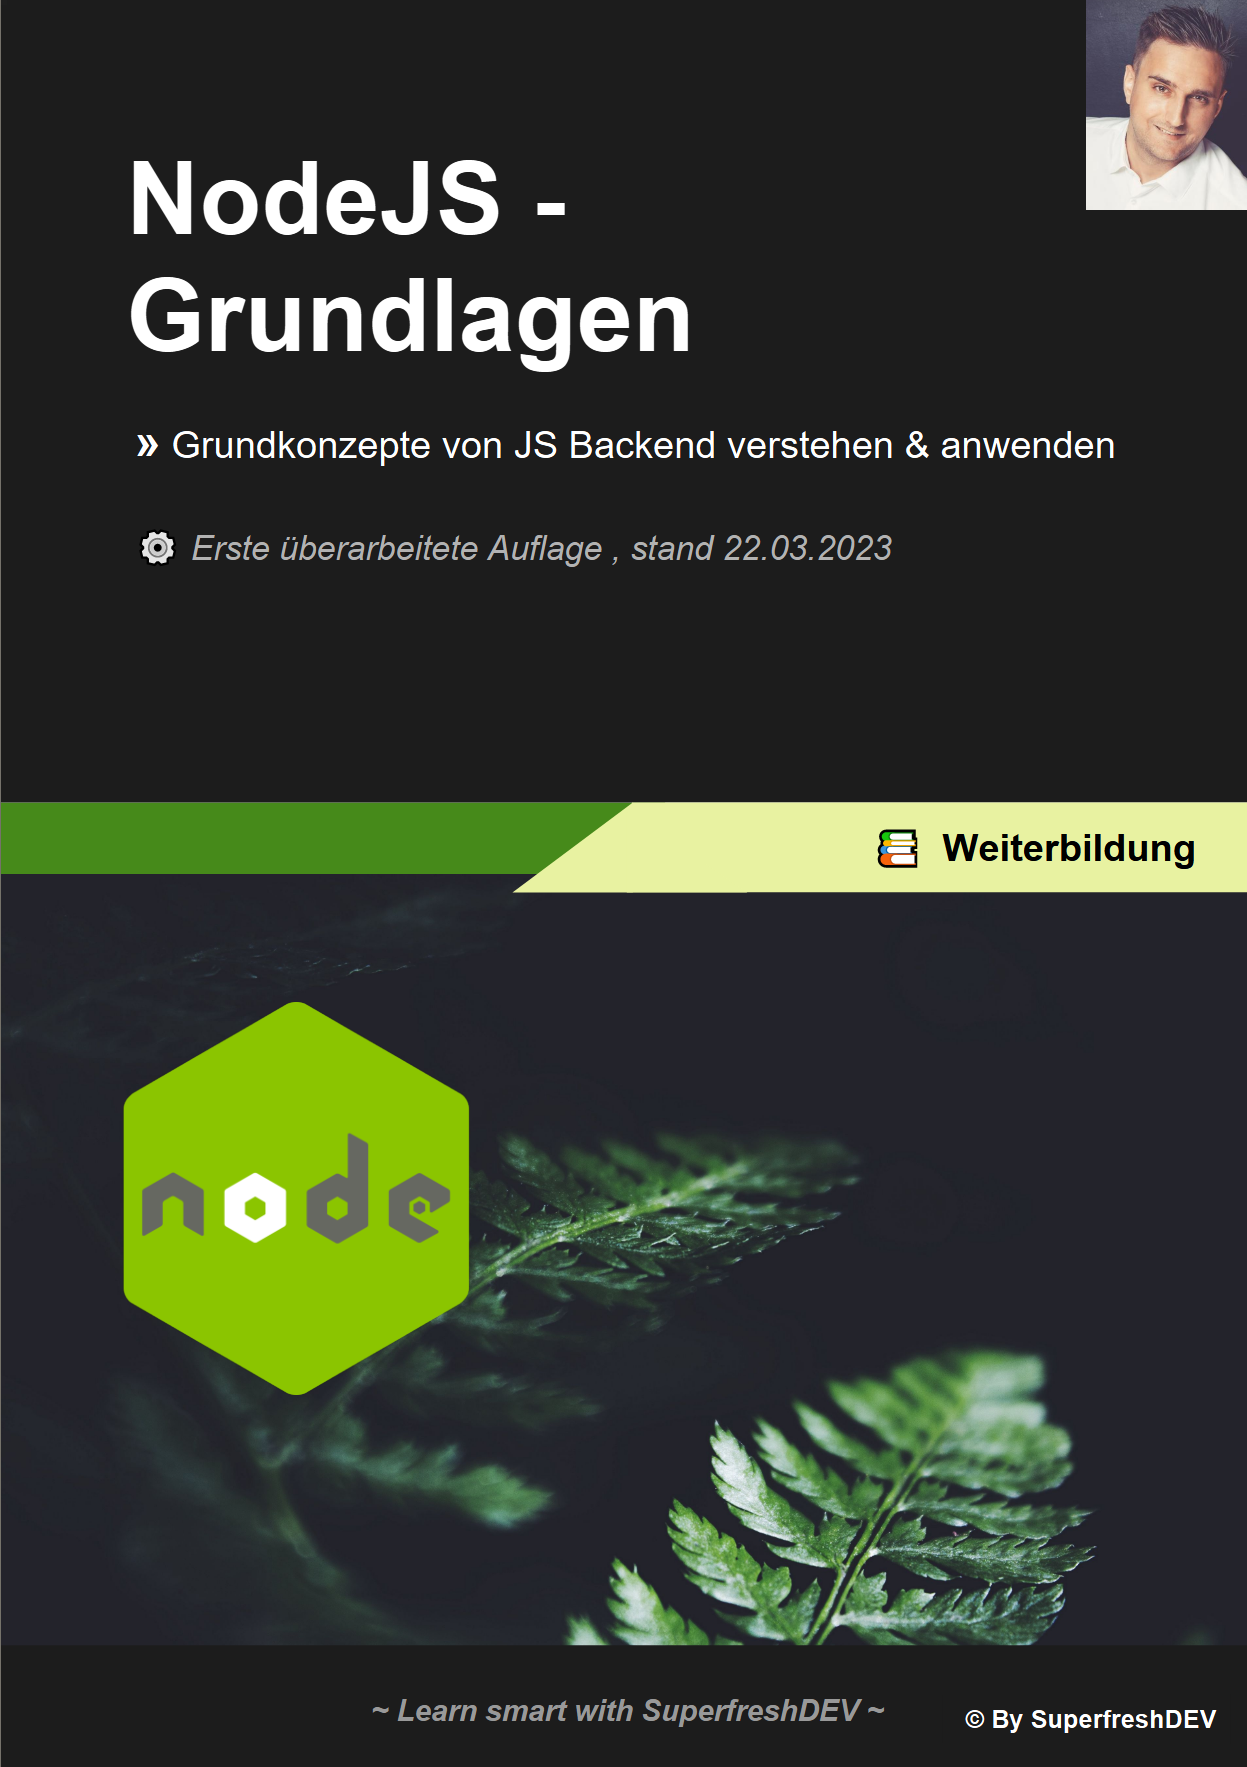 NodeJS -
Grundlagen
» Grundkonzepte von JS Backend verstehen & anwenden
Erste überarbeitete Auflage , stand 22.03.2023
Weiterbildung
node
~ Learn smart with SuperfreshDEV ~
© By SuperfreshDEV